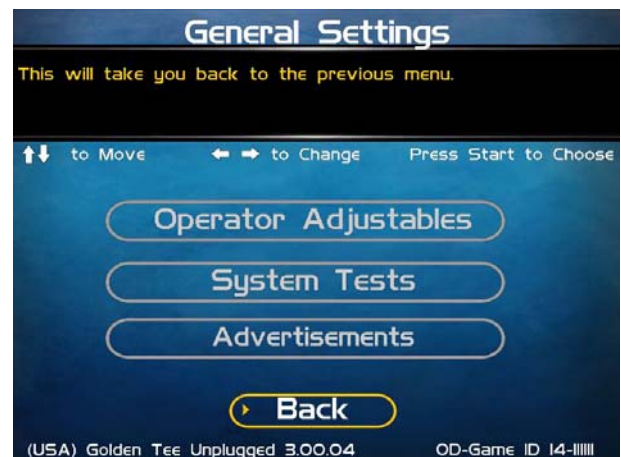 General Settings
This will take you back to the previous menu.
to Move to Change Press Start to Choose
Operator Adjustables
System Tests
Advertisements
Back
(USA) Golden Tee Unplugged 3.00.04 OD-Game ID 14-111111